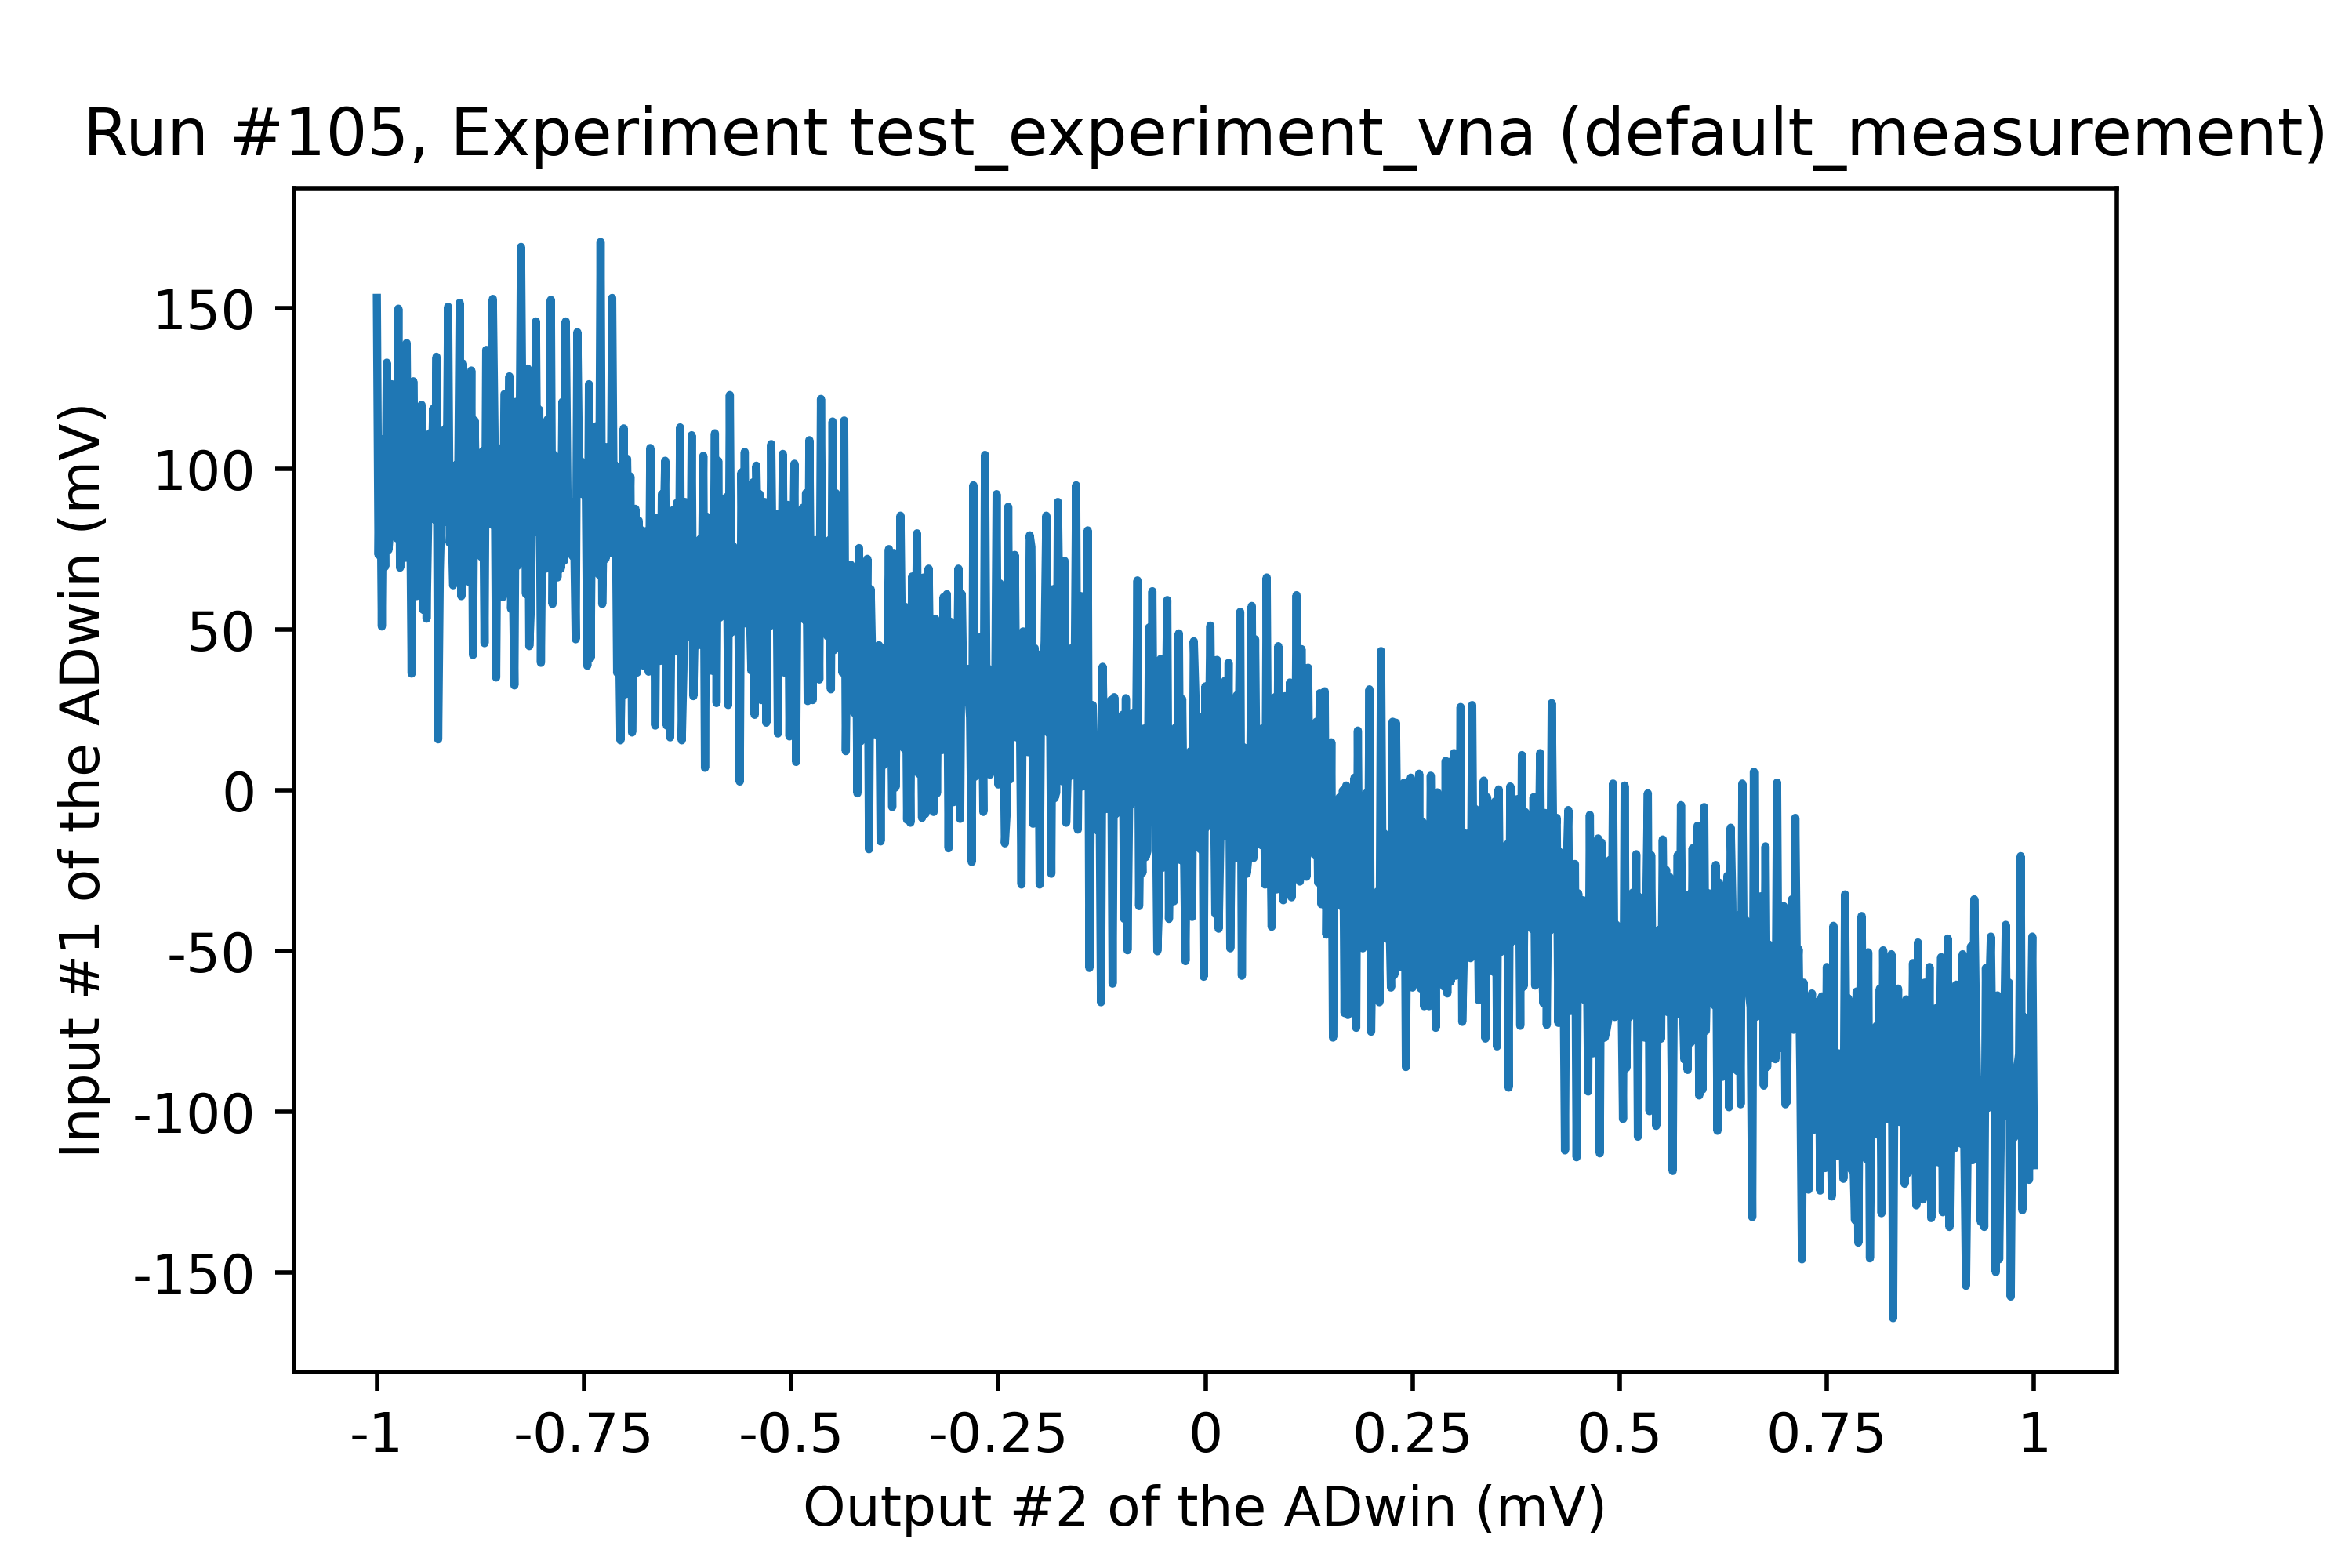 Run #105, Experiment test_experiment_vna (default_measurement)
Input #1 of the ADwin (mV)
150
100
50
0
-50
-100
-150
-1 -0.75 -0.5 -0.25 0 0.25 0.5 0.75 1
Output #2 of the ADwin (mV)